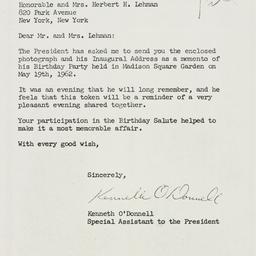 Honorable and Mrs. Herbert H. Lehman
820 Park Avenue
New York, New York
Dear Mr. and Mrs. Lehman:
The President has asked me to send you the enclosed
photograph and his Inaugural Address as a memento of
his Birthday Party held in Madison Square Garden on
May 19th, 1962.
It was an evening that he will long remember, and he
feels that this token will be a reminder of a very
pleasant evening shared together.
Your participation in the Birthday Salute helped to
make it a most memorable affair.
With every good wish,
Sincerely,
Kenneth O'Donnell
Kenneth O'Donnell
Special Assistant to the President